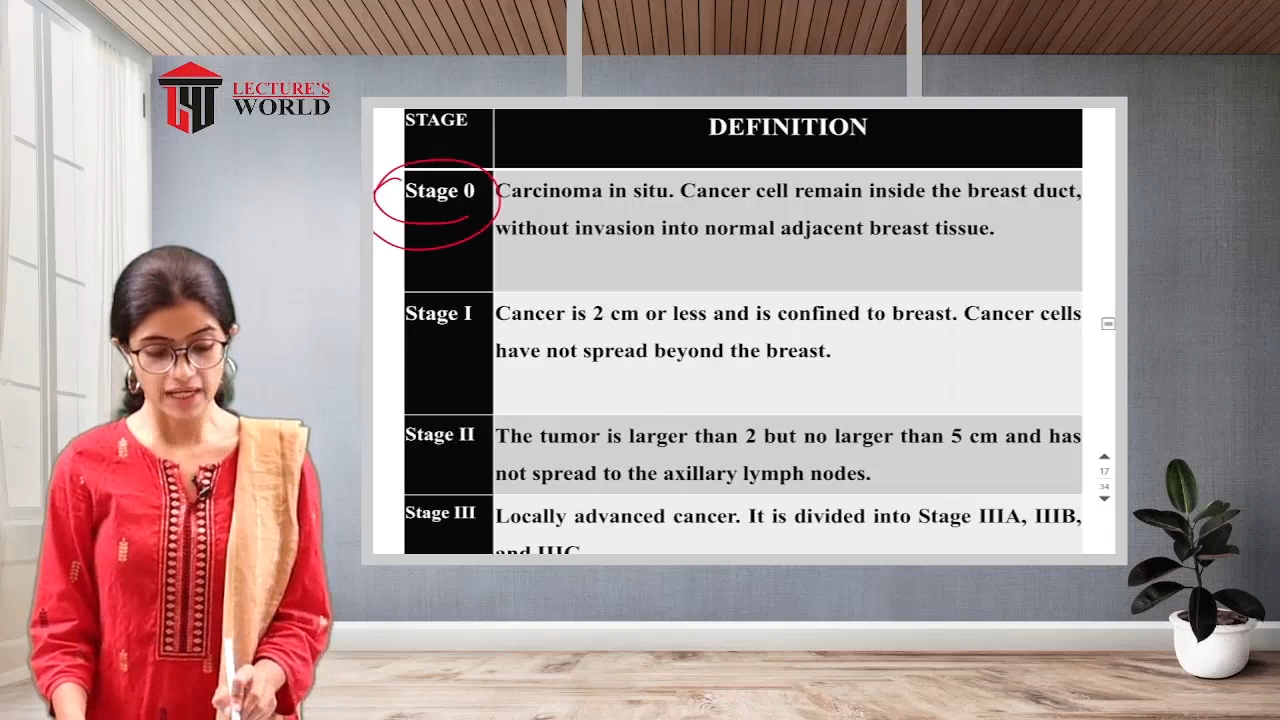 LECTURE'S
WORLD
STAGE
DEFINITION
Stage 0
Carcinoma in situ. Cancer cell remain inside the breast duct,
without invasion into normal adjacent breast tissue.
Stage I
Cancer is 2 cm or less and is confined to breast. Cancer cells
have not spread beyond the breast.
Stage II
The tumor is larger than 2 but no larger than 5 cm and has
not spread to the axillary lymph nodes.
Stage III
Locally advanced cancer. It is divided into Stage IIIA, IIIB,
and IIIC
17
34